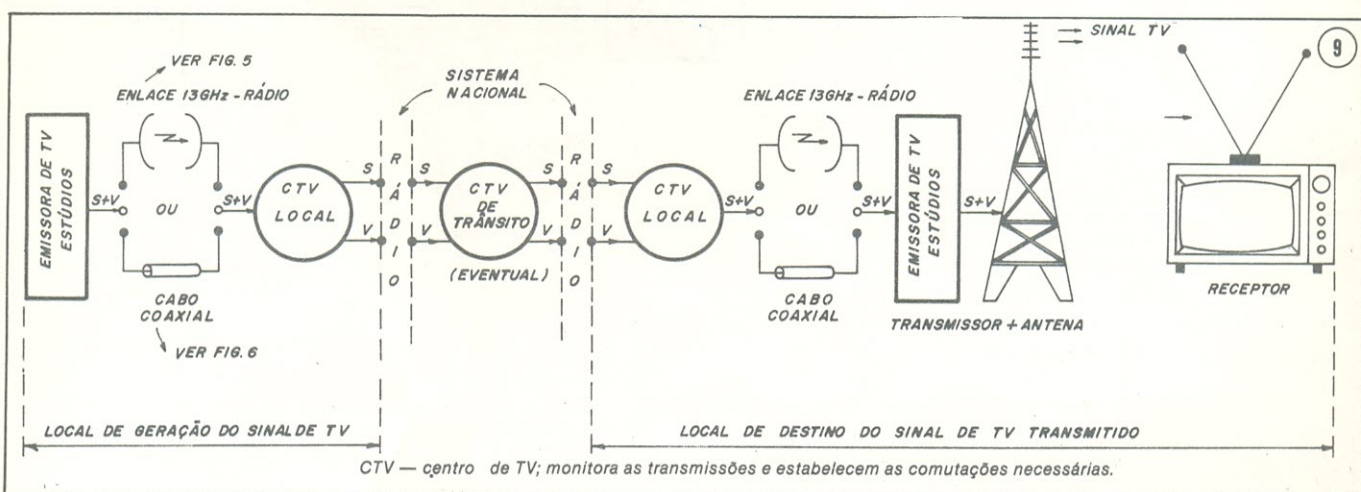 9
VER FIG. 5
ENLACE 13GHz - RÁDIO
EMISSORA DE TV
ESTÚDIOS
S+V
OU
S+V
CABO
COAXIAL
VER FIG. 6
CTV
LOCAL
S
V
SISTEMA
NACIONAL
RÁDIO
S
V
CTV
DE
TRÂNSITO
(EVENTUAL)
S
V
RÁDIO
S
V
CTV
LOCAL
S+V
ENLACE 13GHz - RÁDIO
OU
CABO
COAXIAL
S+V
EMISSORA DE TV
ESTÚDIOS
S+V
TRANSMISSOR + ANTENA
SINAL TV
RECEPTOR
LOCAL DE GERAÇÃO DO SINAL DE TV
LOCAL DE DESTINO DO SINAL DE TV TRANSMITIDO
CTV — centro de TV; monitora as transmissões e estabelecem as comutações necessárias.